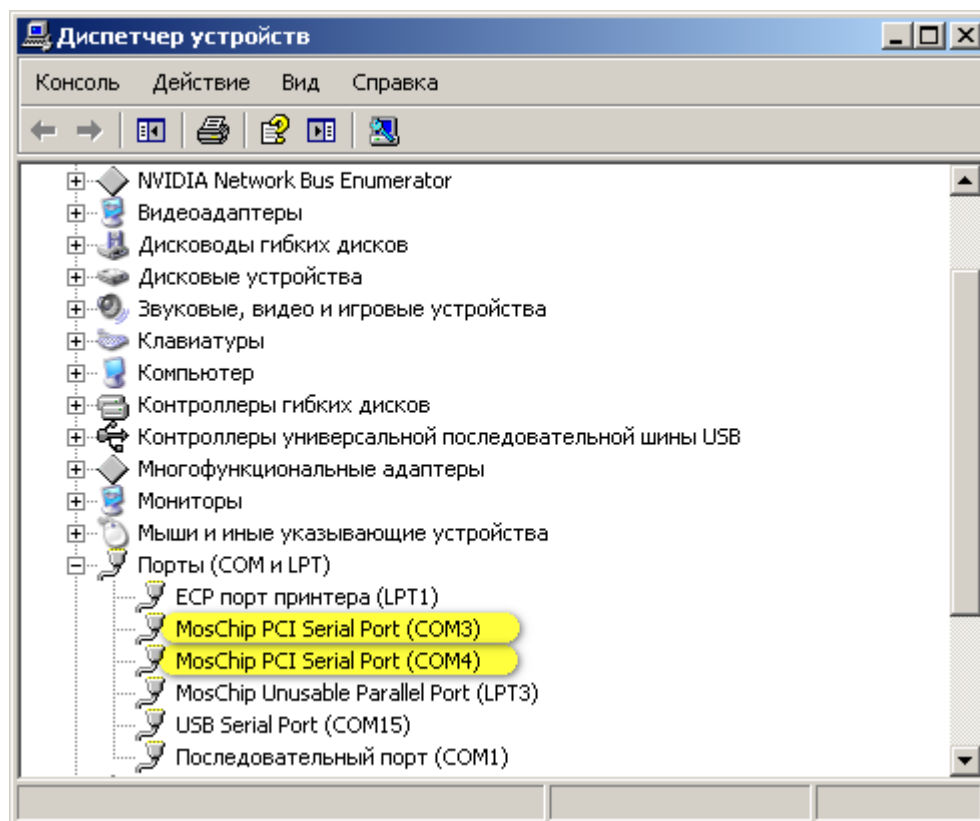 Диспетчер устройств
Консоль Действие Вид Справка
NVIDIA Network Bus Enumerator
Видеоадаптеры
Дисководы гибких дисков
Дисковые устройства
Звуковые, видео и игровые устройства
Клавиатуры
Компьютер
Контроллеры гибких дисков
Контроллеры универсальной последовательной шины USB
Многофункциональные адаптеры
Мониторы
Мыши и иные указывающие устройства
Порты (COM и LPT)
ECP порт принтера (LPT1)
MosChip PCI Serial Port (COM3)
MosChip PCI Serial Port (COM4)
MosChip Unusable Parallel Port (LPT3)
USB Serial Port (COM15)
Последовательный порт (COM1)